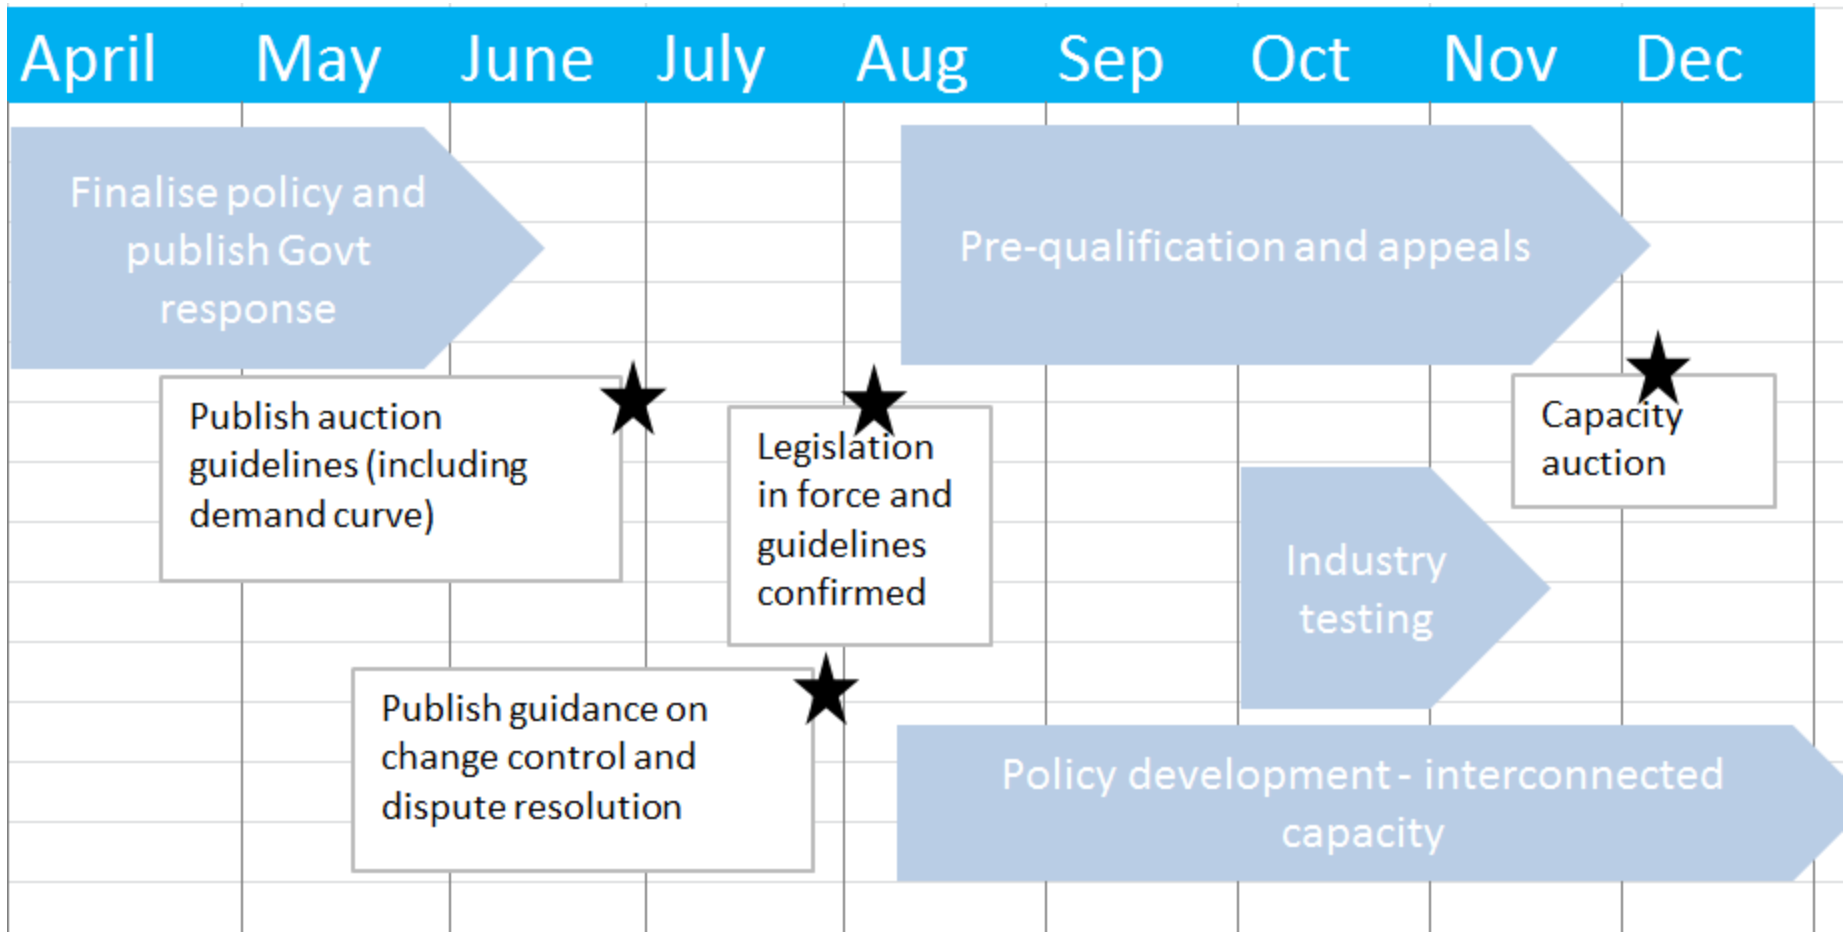 April May June July Aug Sep Oct Nov Dec
Finalise policy and
publish Govt
response
Pre-qualification and appeals
Publish auction
guidelines (including
demand curve)
Legislation
in force and
guidelines
confirmed
Capacity
auction
Industry
testing
Publish guidance on
change control and
dispute resolution
Policy development - interconnected
capacity